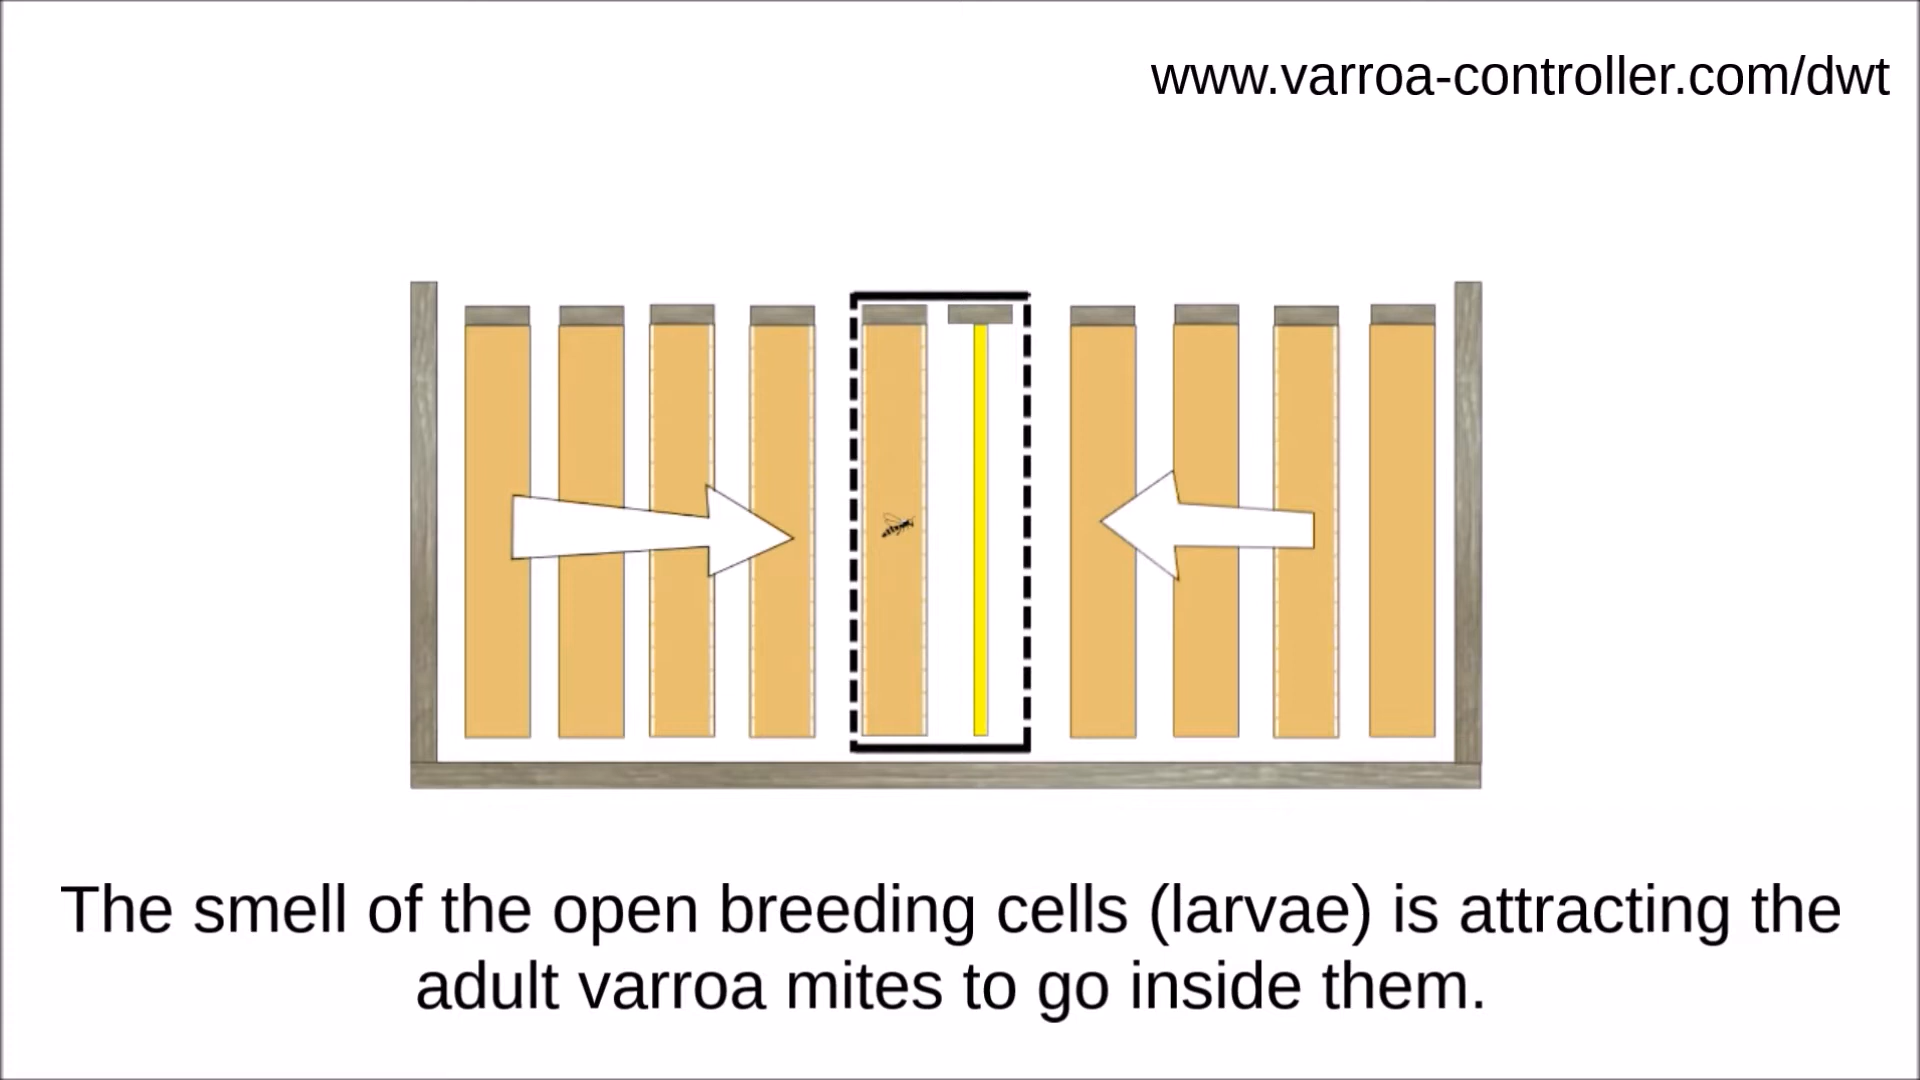 www.varroa-controller.com/dwt
The smell of the open breeding cells (larvae) is attracting the
adult varroa mites to go inside them.